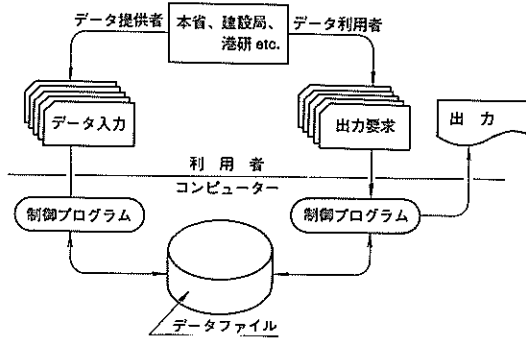 データ提供者
本省、建設局、
港研 etc.
データ利用者
データ入力
出力要求
出 力
利 用 者
コンピューター
制御プログラム
制御プログラム
データファイル